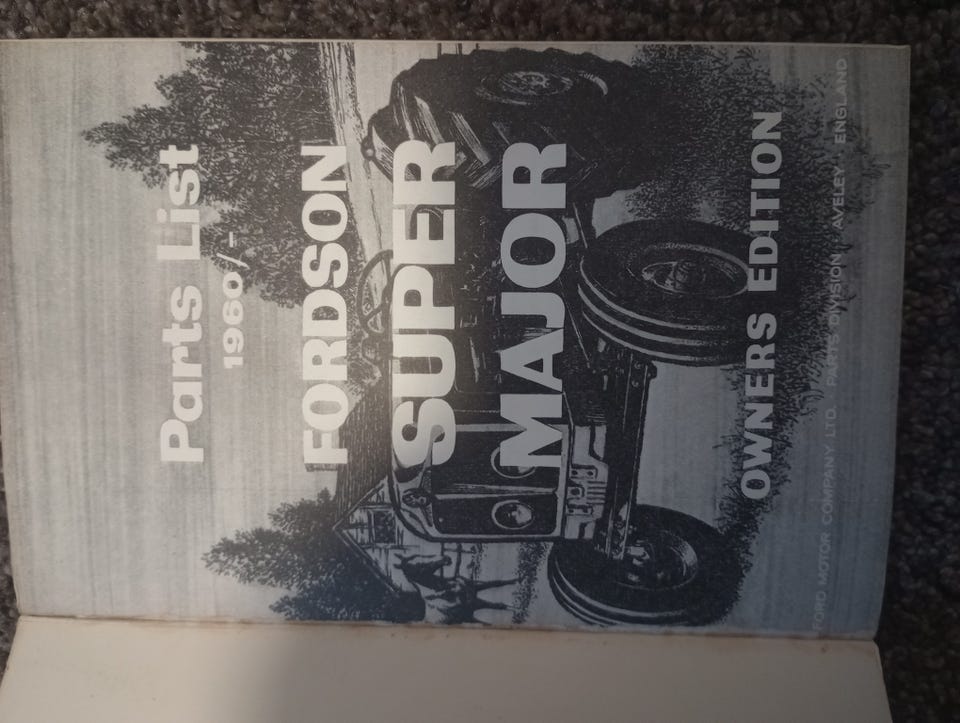 Parts List
1960/-
FORDSON
SUPER
MAJOR
OWNERS EDITION
FORD MOTOR COMPANY LTD. · PARTS DIVISION · AVELEY · ENGLAND